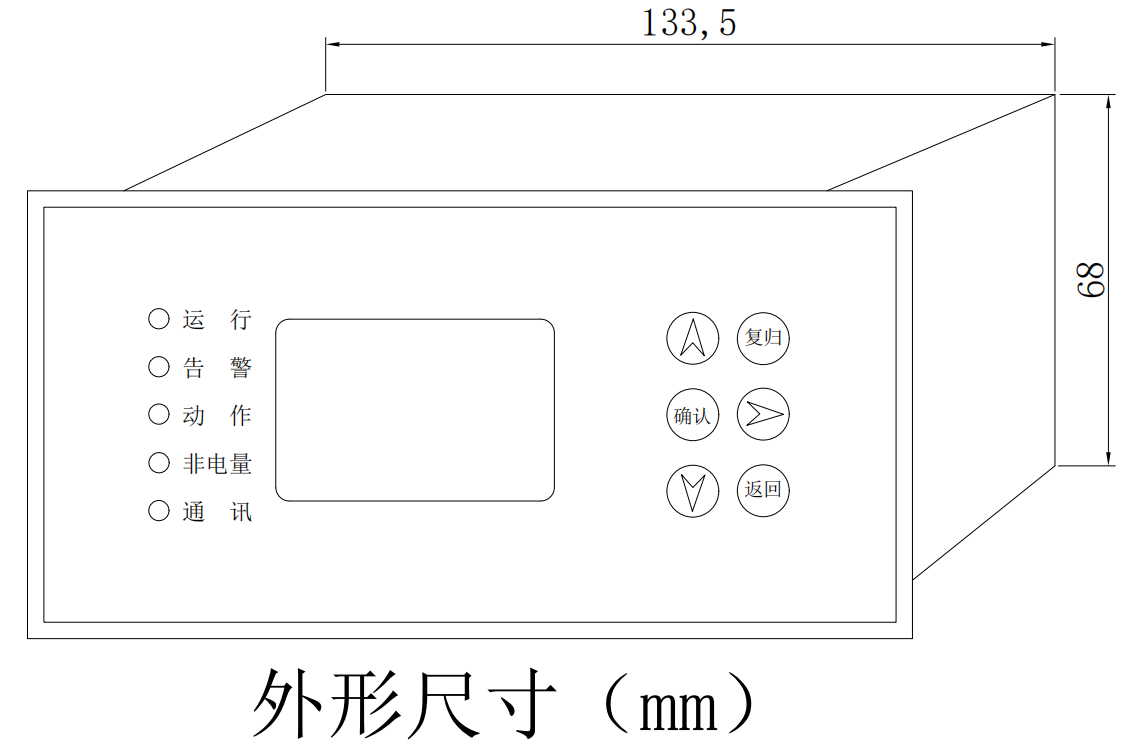 133,5
68
运 行
告 警
动 作
非电量
通 讯
复归
确认
返回
外形尺寸（mm）